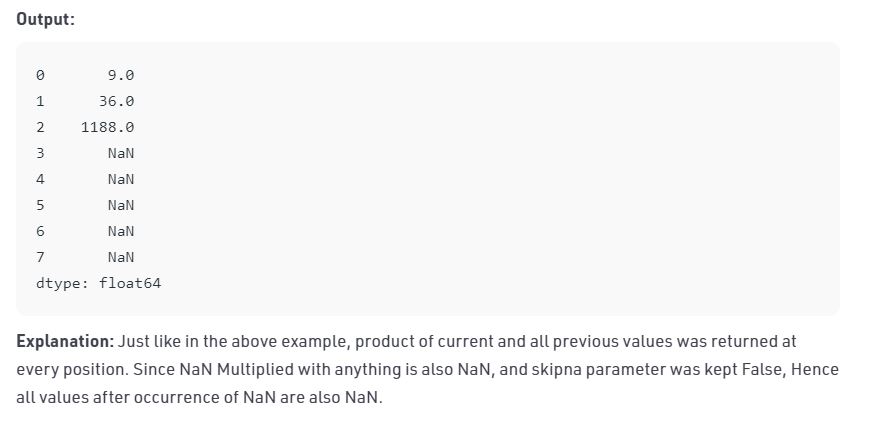 Output:
0       9.0
1      36.0
2    1188.0
3       NaN
4       NaN
5       NaN
6       NaN
7       NaN
dtype: float64
Explanation: Just like in the above example, product of current and all previous values was returned at
every position. Since NaN Multiplied with anything is also NaN, and skipna parameter was kept False, Hence
all values after occurrence of NaN are also NaN.